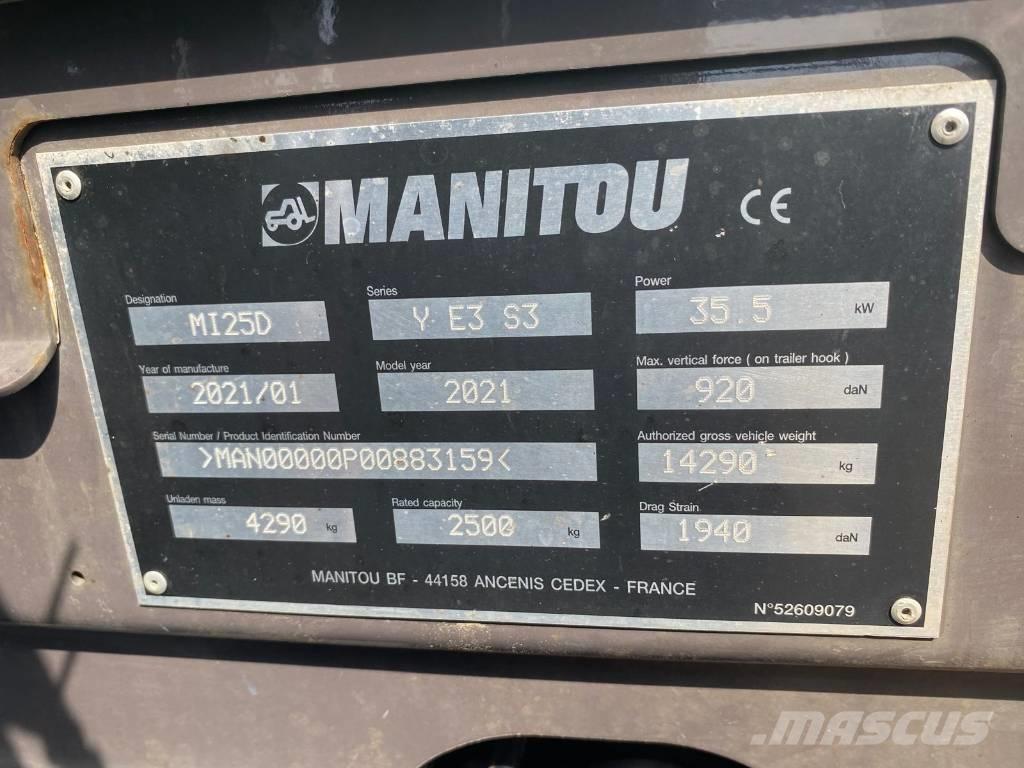 MANITOU CE
Designation Series Power
MI25D Y E3 S3 35.5 kW
Year of manufacture Model year Max. vertical force ( on trailer hook )
2021/01 2021 920 daN
Serial Number / Product Identification Number Authorized gross vehicle weight
>MAN00000P00883159< 14290 kg
Unladen mass Rated capacity Drag Strain
4290 kg 2500 kg 1940 daN
MANITOU BF - 44158 ANCENIS CEDEX - FRANCE
N°52609079
MASCUS